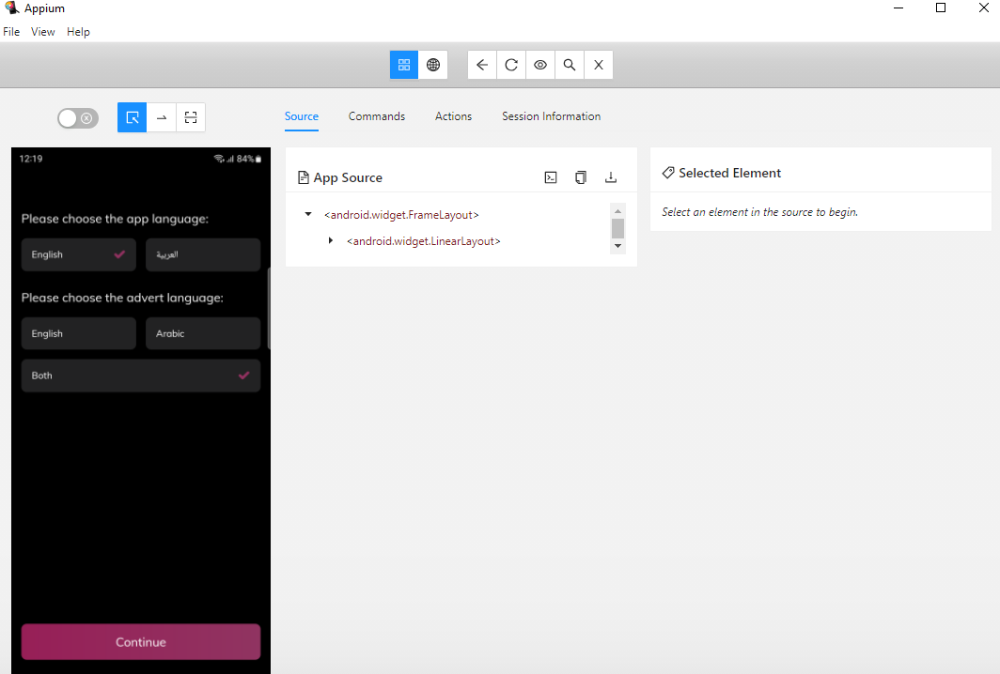 Appium
File View Help
Source Commands Actions Session Information
12:19 84%
Please choose the app language:
English العربية
Please choose the advert language:
English Arabic
Both
Continue
App Source
<android.widget.FrameLayout>
<android.widget.LinearLayout>
Selected Element
Select an element in the source to begin.